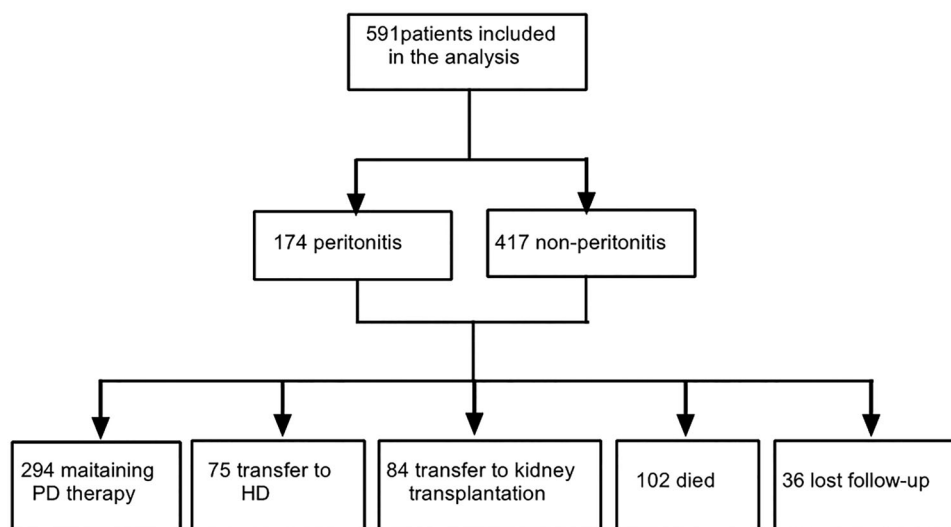 591patients included
in the analysis
174 peritonitis
417 non-peritonitis
294 maitaining
PD therapy
75 transfer to
HD
84 transfer to kidney
transplantation
102 died
36 lost follow-up